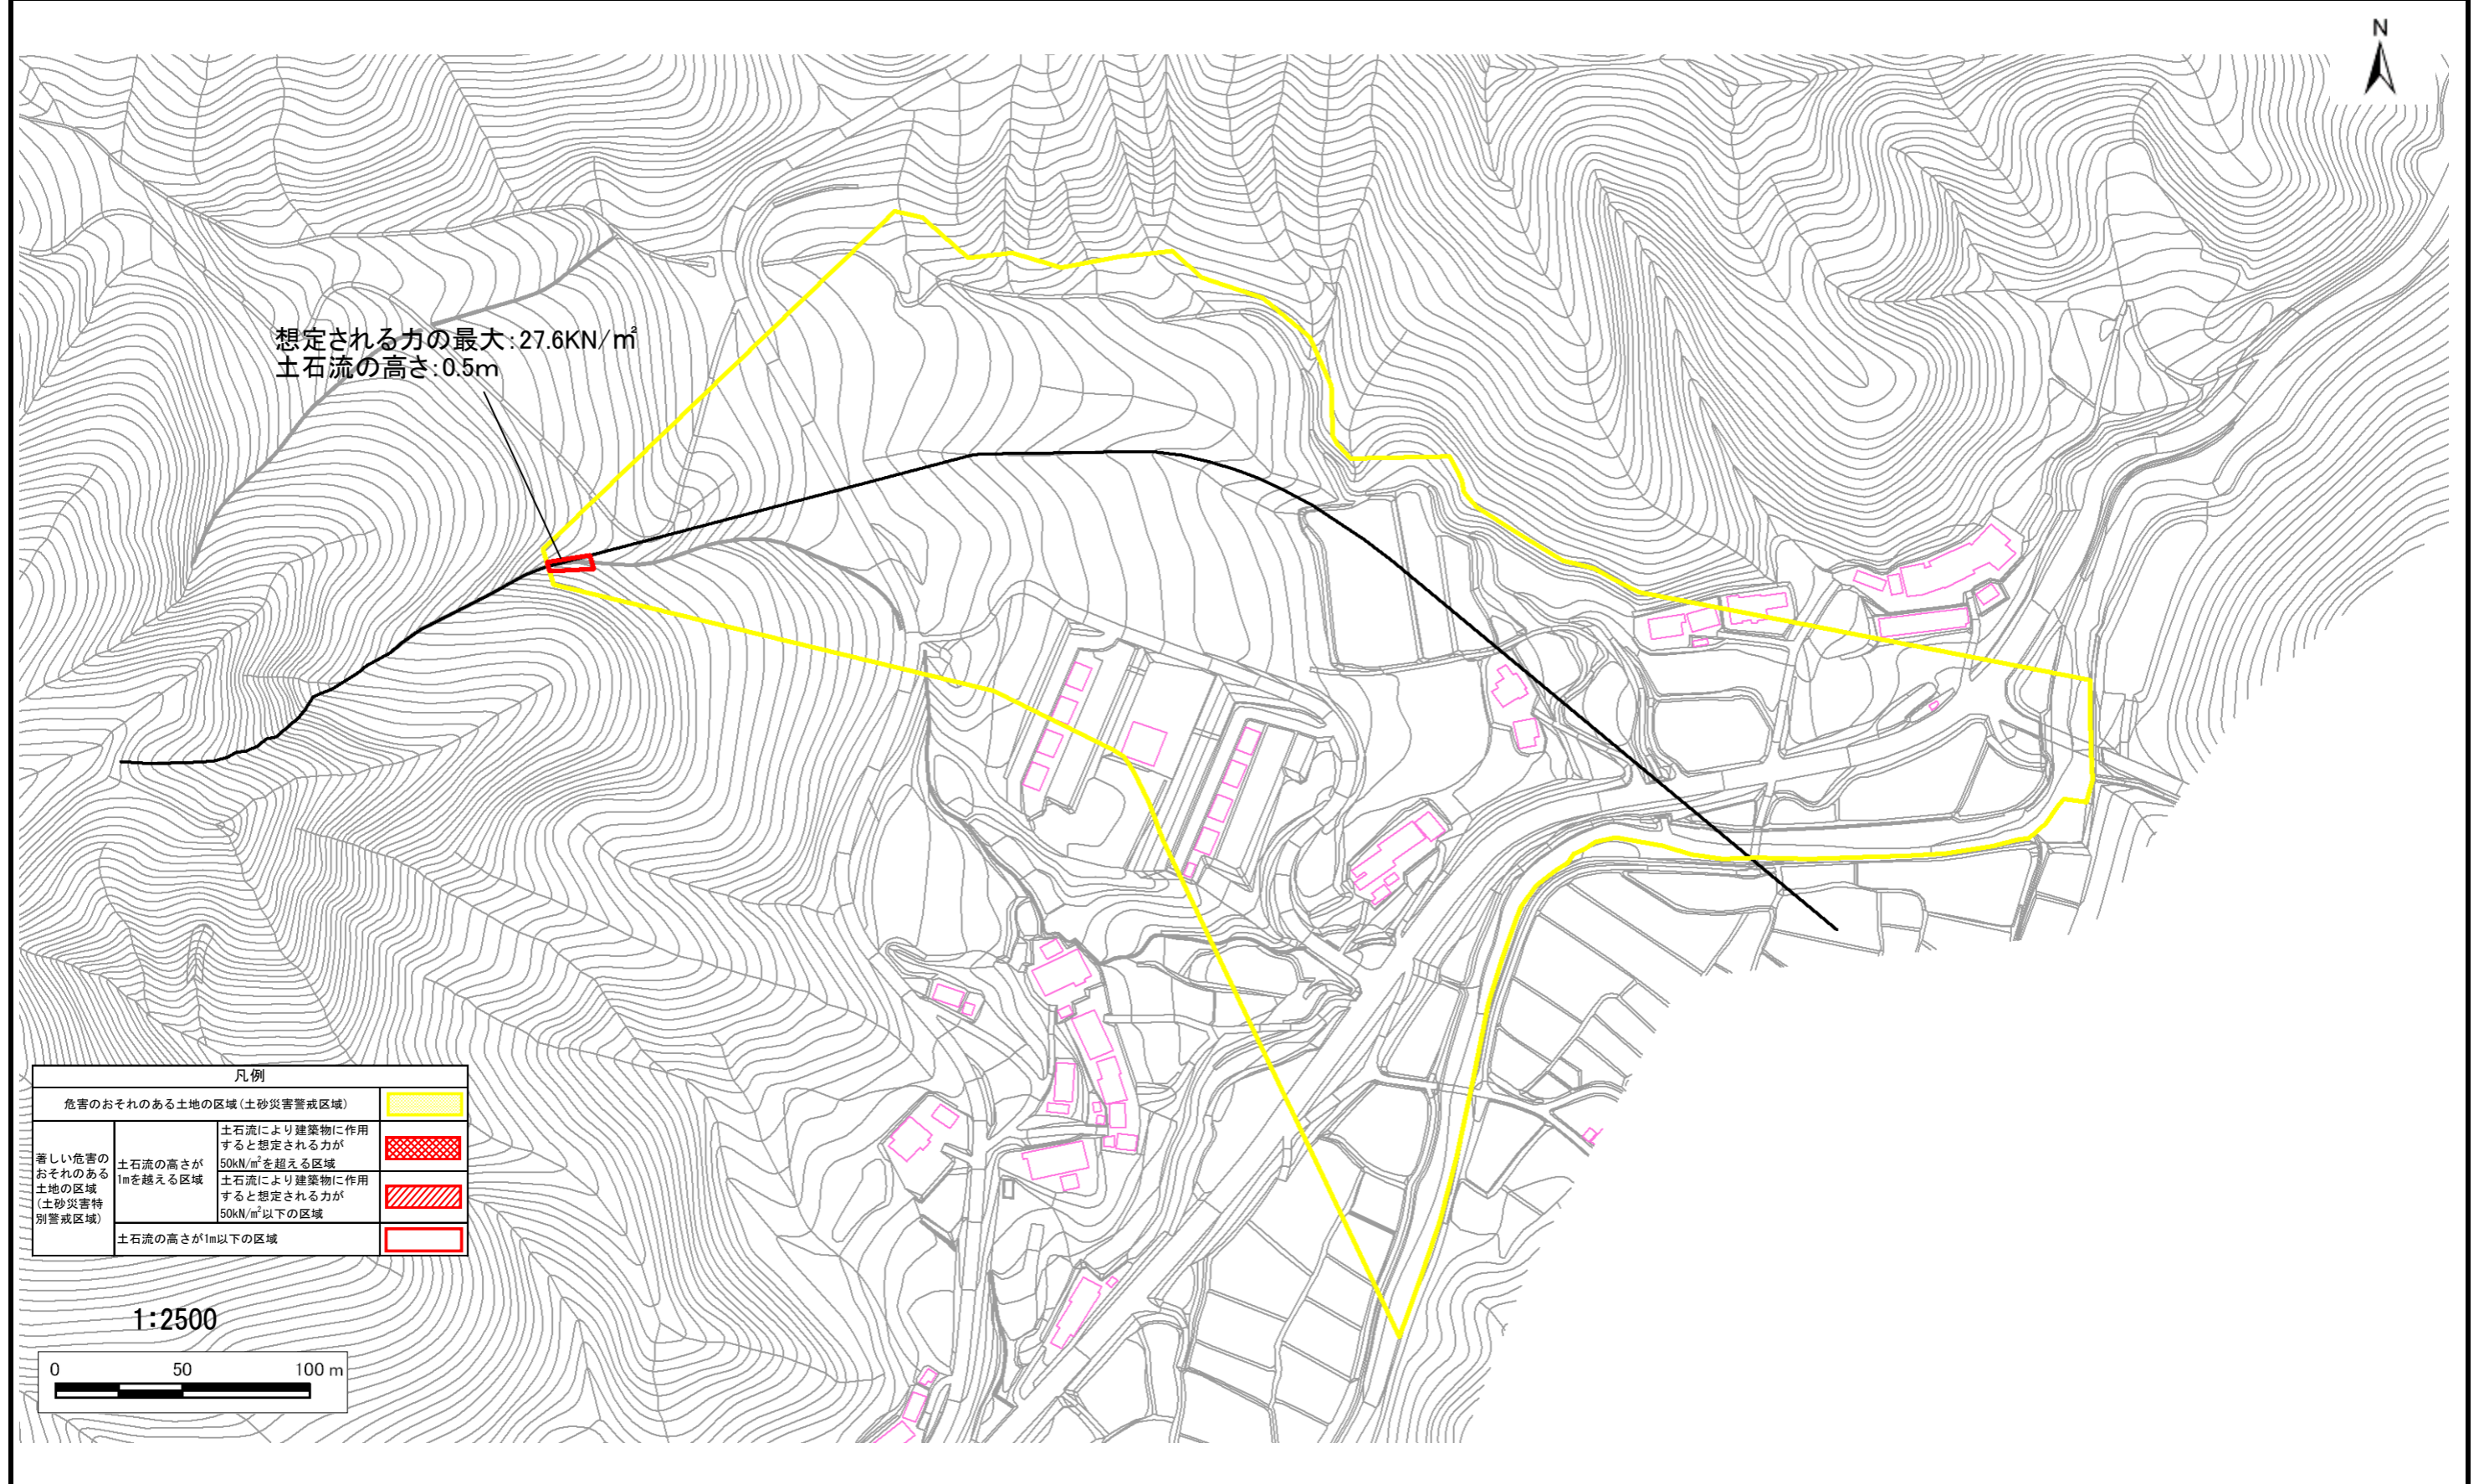 N
想定される力の最大:27.6KN/㎡
土石流の高さ:0.5m
凡例
危害のおそれのある土地の区域(土砂災害警戒区域)
著しい危害の
おそれのある
土地の区域
(土砂災害特
別警戒区域)
土石流の高さが
1mを越える区域
土石流により建築物に作用
すると想定される力が
50kN/㎡を超える区域
土石流により建築物に作用
すると想定される力が
50kN/㎡以下の区域
土石流の高さが1m以下の区域
1:2500
0 50 100 m